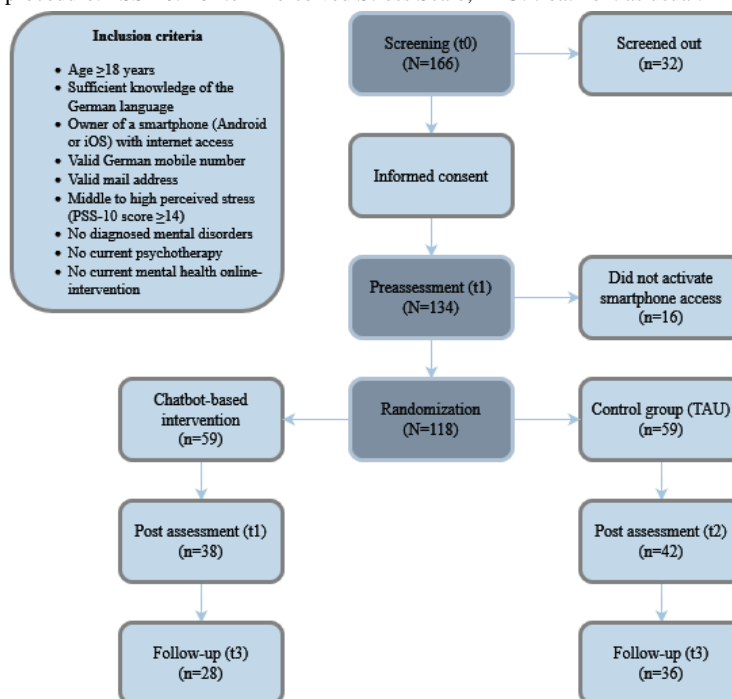 Inclusion criteria
• Age ≥18 years
• Sufficient knowledge of the
German language
• Owner of a smartphone (Android
or iOS) with internet access
• Valid German mobile number
• Valid mail address
• Middle to high perceived stress
(PSS-10 score ≥14)
• No diagnosed mental disorders
• No current psychotherapy
• No current mental health online-
intervention
Screening (t0)
(N=166)
Screened out
(n=32)
Informed consent
Preassessment (t1)
(N=134)
Did not activate
smartphone access
(n=16)
Chatbot-based
intervention
(n=59)
Randomization
(N=118)
Control group (TAU)
(n=59)
Post assessment (t1)
(n=38)
Post assessment (t2)
(n=42)
Follow-up (t3)
(n=28)
Follow-up (t3)
(n=36)